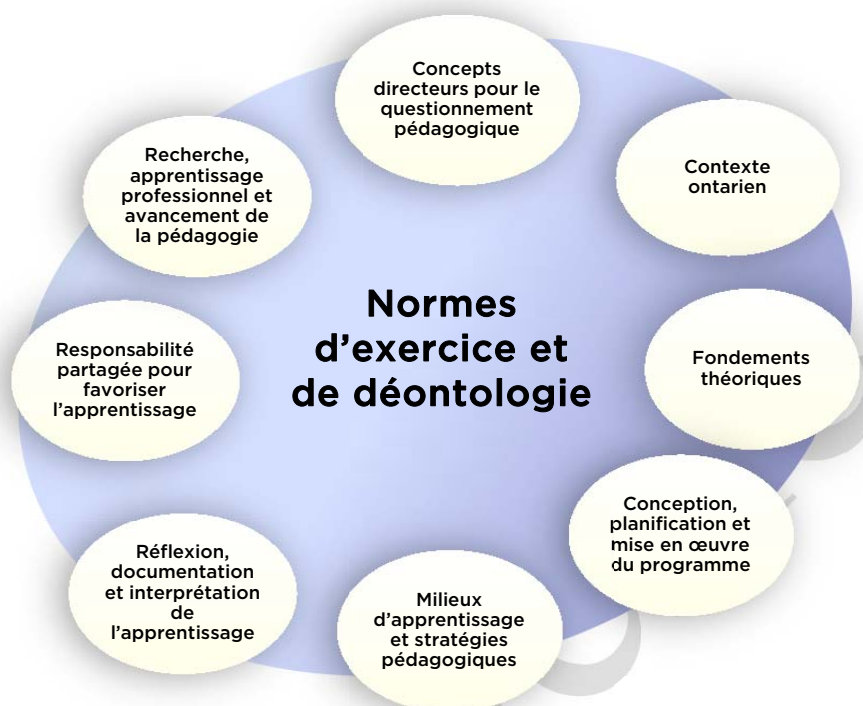 Concepts
directeurs pour le
questionnement
pédagogique
Contexte
ontarien
Fondements
théoriques
Conception,
planification et
mise en œuvre
du programme
Milieux
d'apprentissage
et stratégies
pédagogiques
Réflexion,
documentation
et interprétation
de
l'apprentissage
Responsabilité
partagée pour
favoriser
l'apprentissage
Recherche,
apprentissage
professionnel et
avancement de
la pédagogie
Normes
d'exercice et
de déontologie